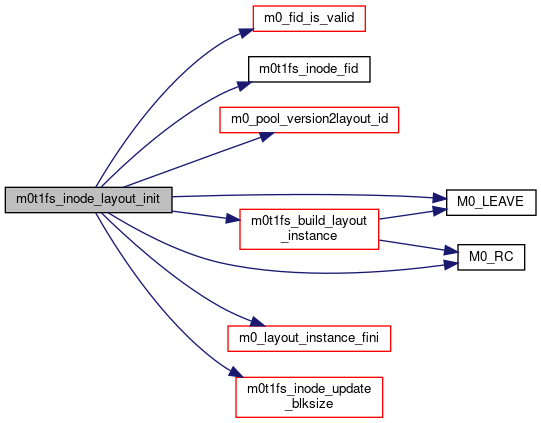 m0_fid_is_valid
m0t1fs_inode_fid
m0_pool_version2layout_id
m0t1fs_inode_layout_init
M0_LEAVE
m0t1fs_build_layout
_instance
M0_RC
m0_layout_instance_fini
m0t1fs_inode_update
_blksize